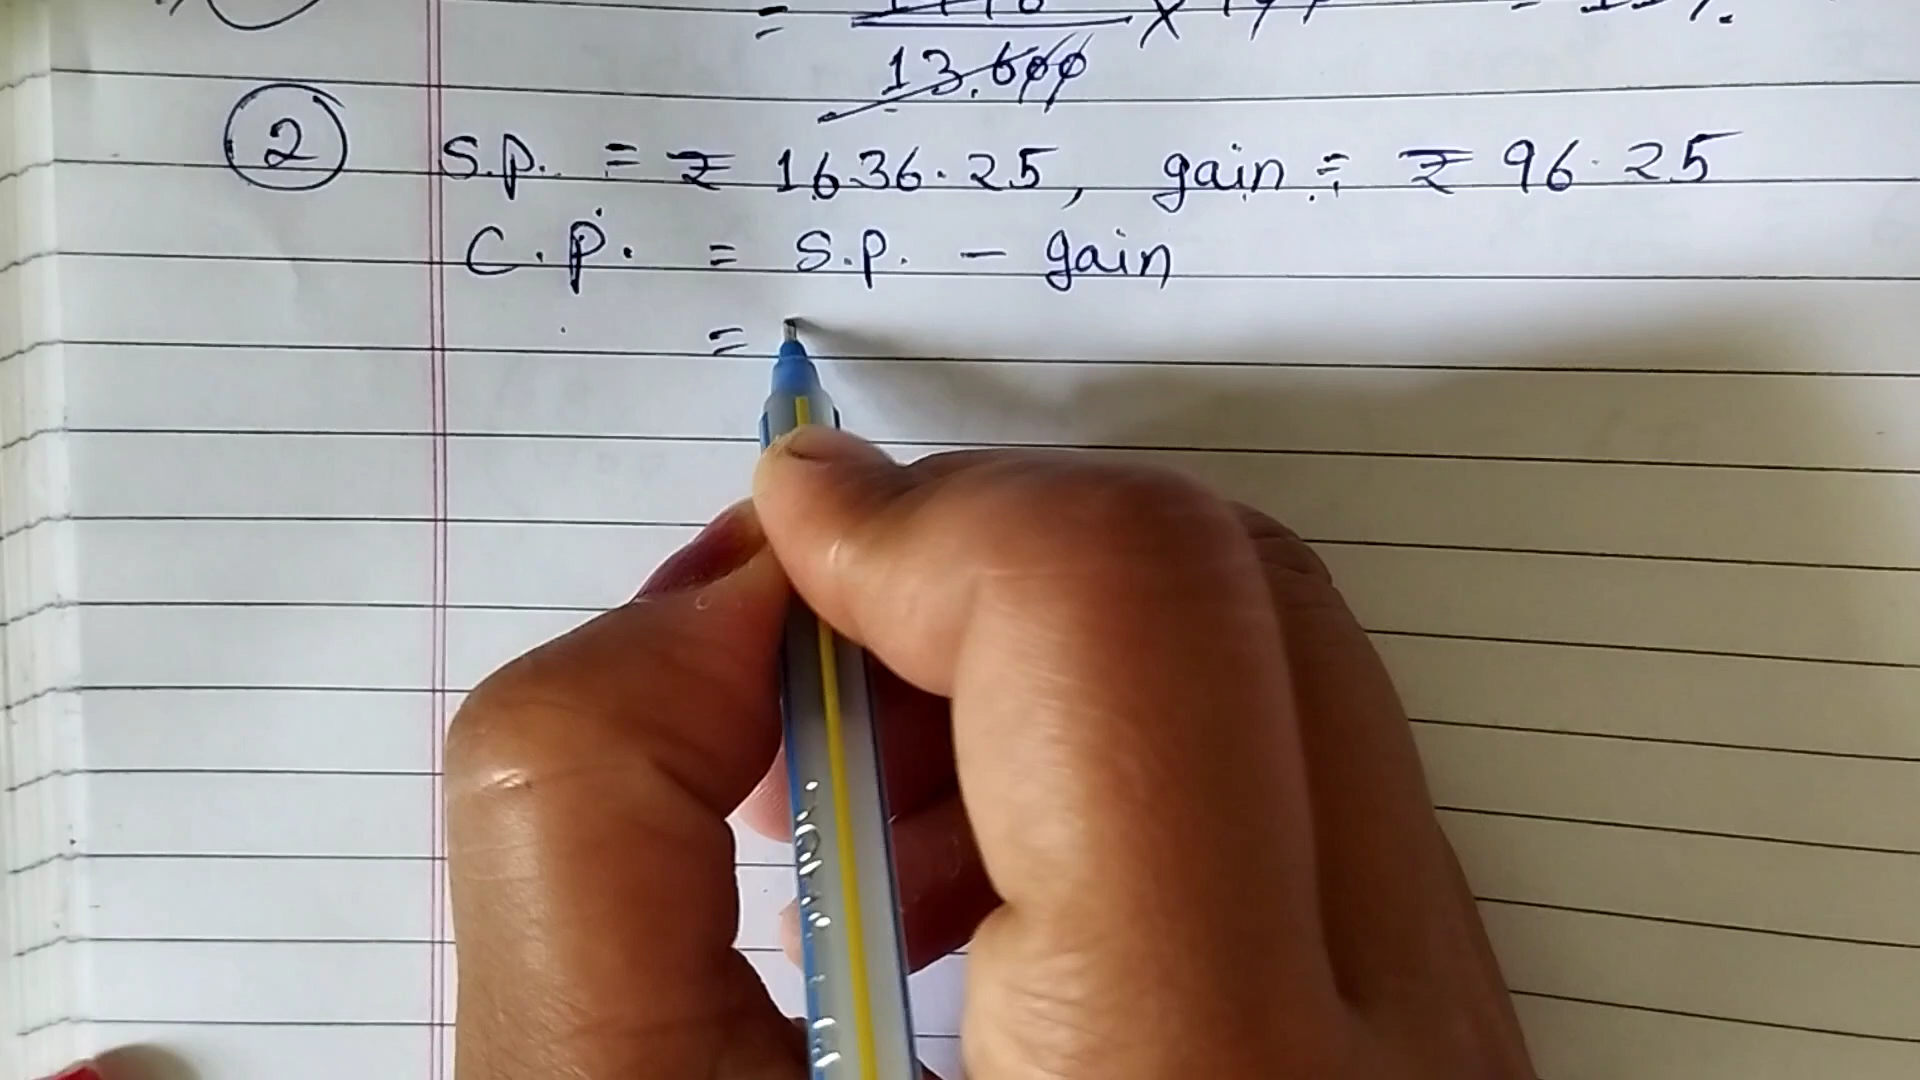 =
13.600
2 S.P. = ₹ 1636.25, gain = ₹ 96.25
C.P. = S.P. - gain
=